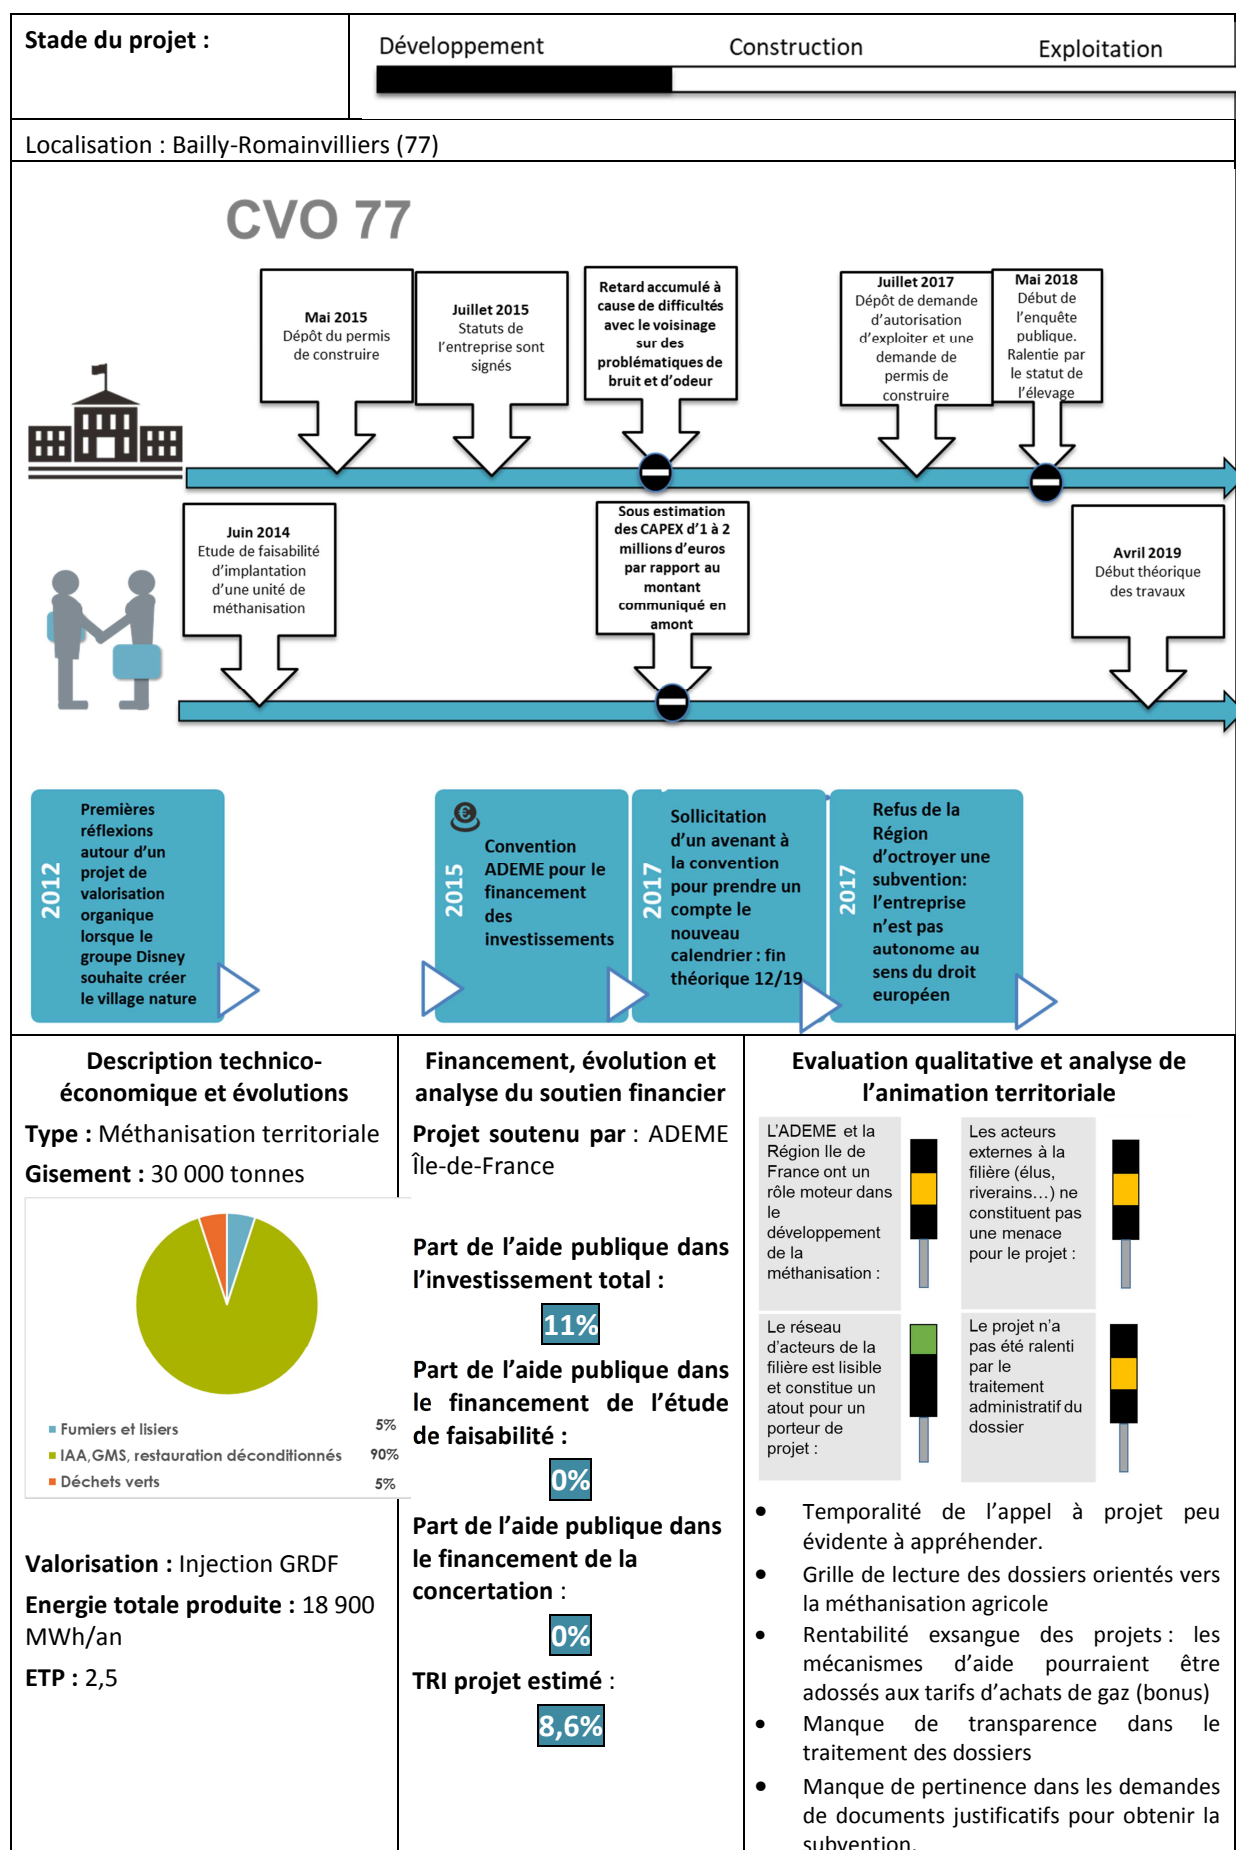 Stade du projet :
Développement
Construction
Exploitation
Localisation : Bailly-Romainvilliers (77)
CVO 77
Mai 2015
Dépôt du permis
de construire
Juillet 2015
Statuts de
l'entreprise sont
signés
Retard accumulé à
cause de difficultés
avec le voisinage
sur des
problématiques de
bruit et d'odeur
Juillet 2017
Dépôt de demande
d'autorisation
d'exploiter et une
demande de
permis de
construire
Mai 2018
Début de
l'enquête
publique.
Ralentie par
le statut de
l'élevage
Juin 2014
Etude de faisabilité
d'implantation
d'une unité de
méthanisation
Sous estimation
des CAPEX d'1 à 2
millions d'euros
par rapport au
montant
communiqué en
amont
Avril 2019
Début théorique
des travaux
2012
Premières
réflexions
autour d'un
projet de
valorisation
organique
lorsque le
groupe Disney
souhaite créer
le village nature
2015
Convention
ADEME pour le
financement
des
investissements
2017
Sollicitation
d'un avenant à
la convention
pour prendre un
compte le
nouveau
calendrier : fin
théorique 12/19
2017
Refus de la
Région
d'octroyer une
subvention:
l'entreprise
n'est pas
autonome au
sens du droit
européen
Description technico-
économique et évolutions
Type : Méthanisation territoriale
Gisement : 30 000 tonnes
Fumiers et lisiers 5%
IAA,GMS, restauration déconditionnés 90%
Déchets verts 5%
Valorisation : Injection GRDF
Energie totale produite : 18 900
MWh/an
ETP : 2,5
Financement, évolution et
analyse du soutien financier
Projet soutenu par : ADEME
Île-de-France
Part de l'aide publique dans
l'investissement total :
11%
Part de l'aide publique dans
le financement de l'étude
de faisabilité :
0%
Part de l'aide publique dans
le financement de la
concertation :
0%
TRI projet estimé :
8,6%
Evaluation qualitative et analyse de
l'animation territoriale
L'ADEME et la
Région Ile de
France ont un
rôle moteur dans
le
développement
de la
méthanisation :
Les acteurs
externes à la
filière (élus,
riverains…) ne
constituent pas
une menace
pour le projet :
Le réseau
d'acteurs de la
filière est lisible
et constitue un
atout pour un
porteur de
projet :
Le projet n'a
pas été ralenti
par le
traitement
administratif du
dossier
• Temporalité de l'appel à projet peu
évidente à appréhender.
• Grille de lecture des dossiers orientés vers
la méthanisation agricole
• Rentabilité exsangue des projets : les
mécanismes d'aide pourraient être
adossés aux tarifs d'achats de gaz (bonus)
• Manque de transparence dans le
traitement des dossiers
• Manque de pertinence dans les demandes
de documents justificatifs pour obtenir la
subvention.